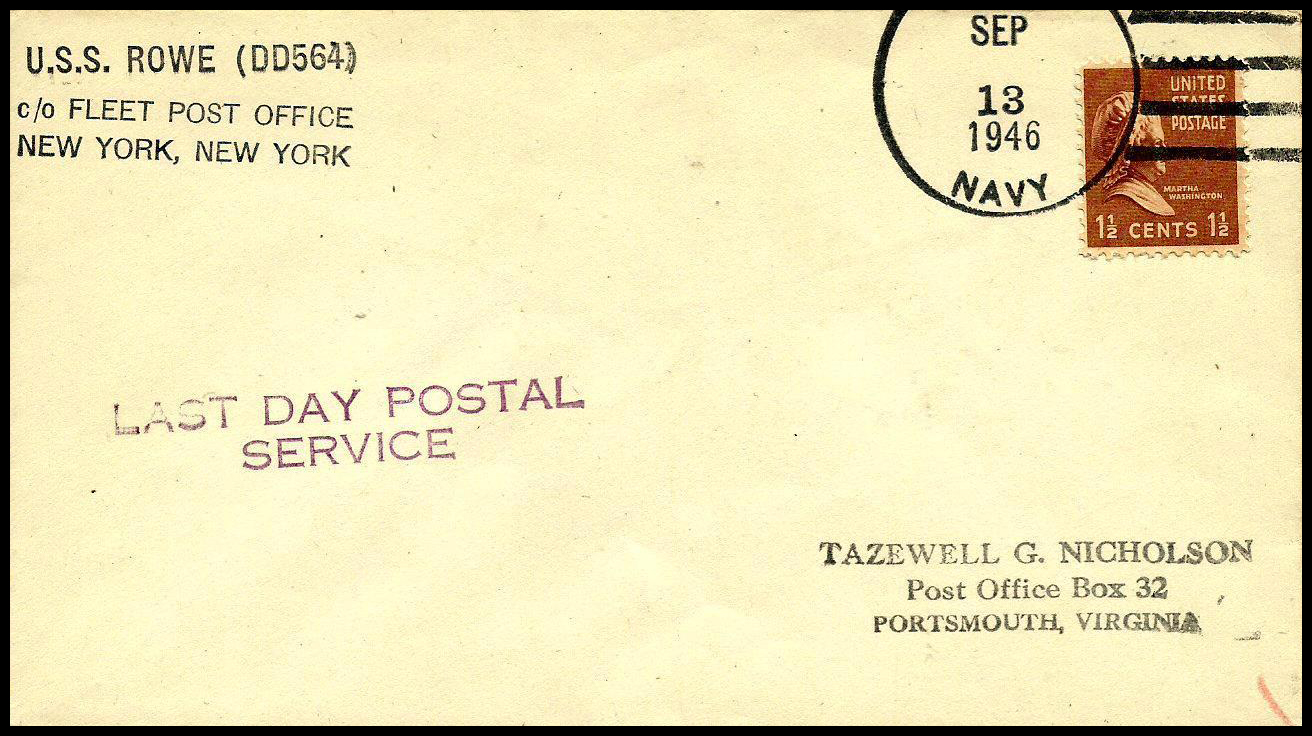 U.S.S. ROWE (DD564)
c/o FLEET POST OFFICE
NEW YORK, NEW YORK
SEP
13
1946
NAVY
UNITED
STATES
POSTAGE
MARTHA
WASHINGTON
1½ CENTS 1½
LAST DAY POSTAL
SERVICE
TAZEWELL G. NICHOLSON
Post Office Box 32
PORTSMOUTH, VIRGINIA